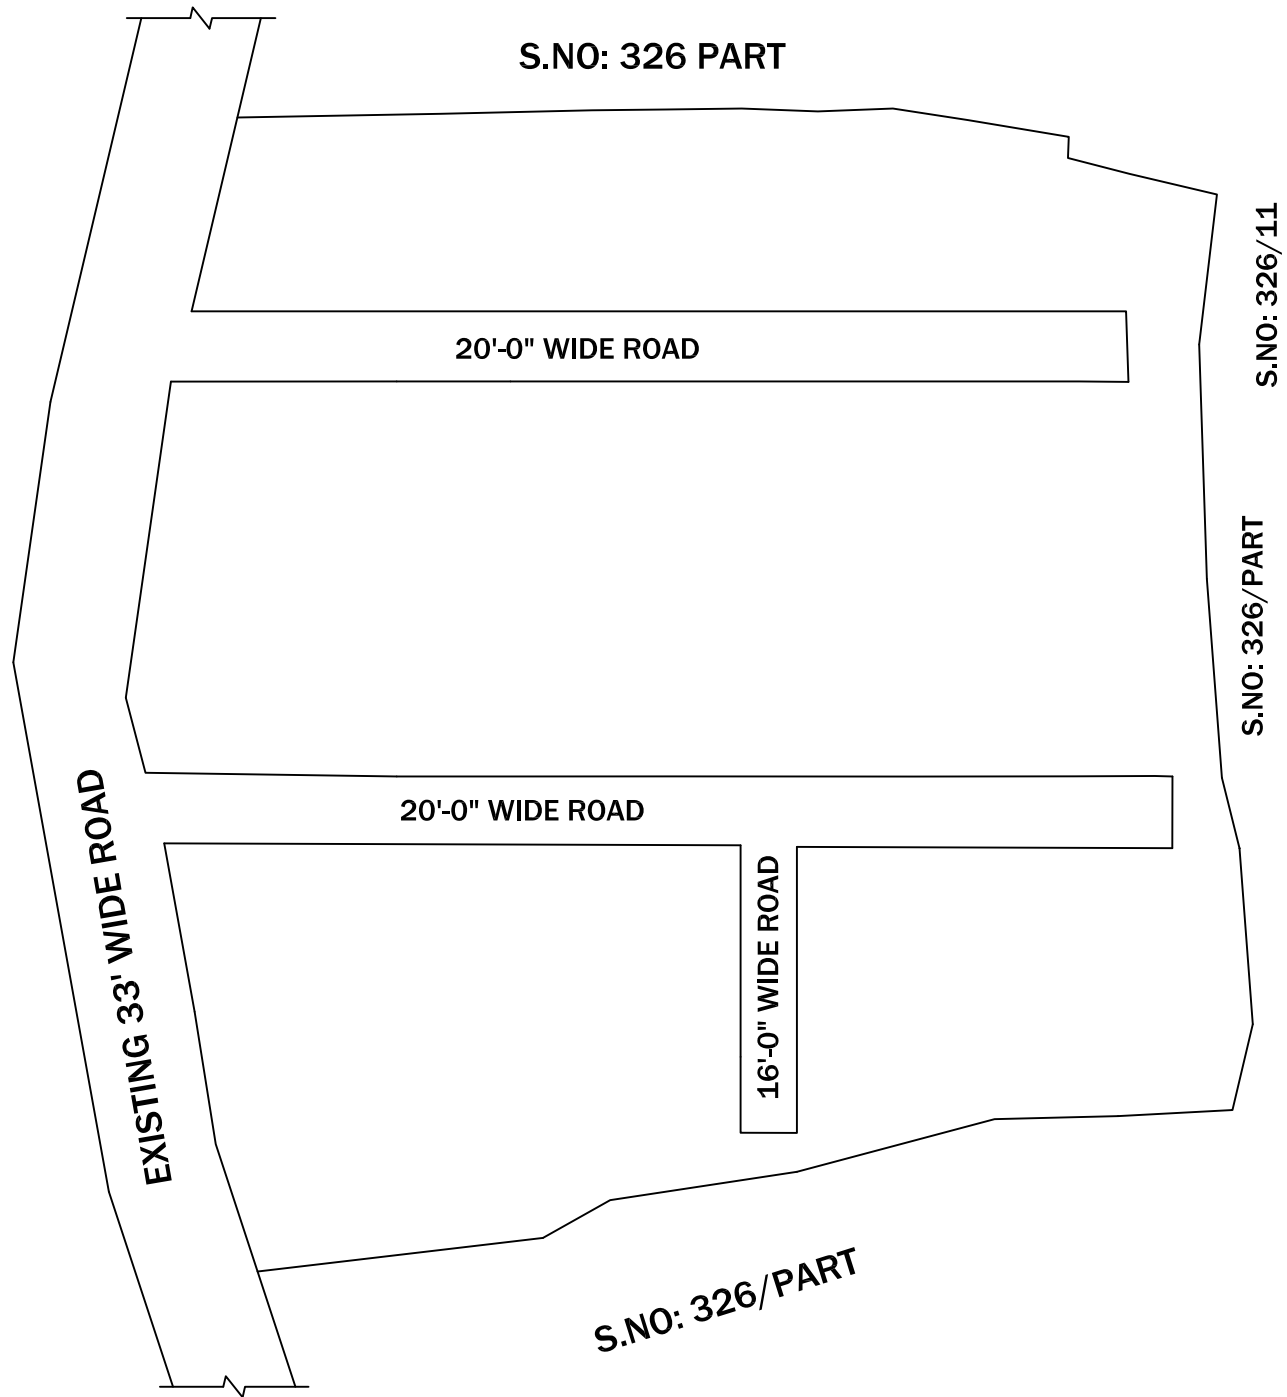 S.NO: 326 PART
S.NO: 326/11
20'-0" WIDE ROAD
S.NO: 326/PART
20'-0" WIDE ROAD
EXISTING 33' WIDE ROAD
16'-0" WIDE ROAD
S.NO: 326/PART